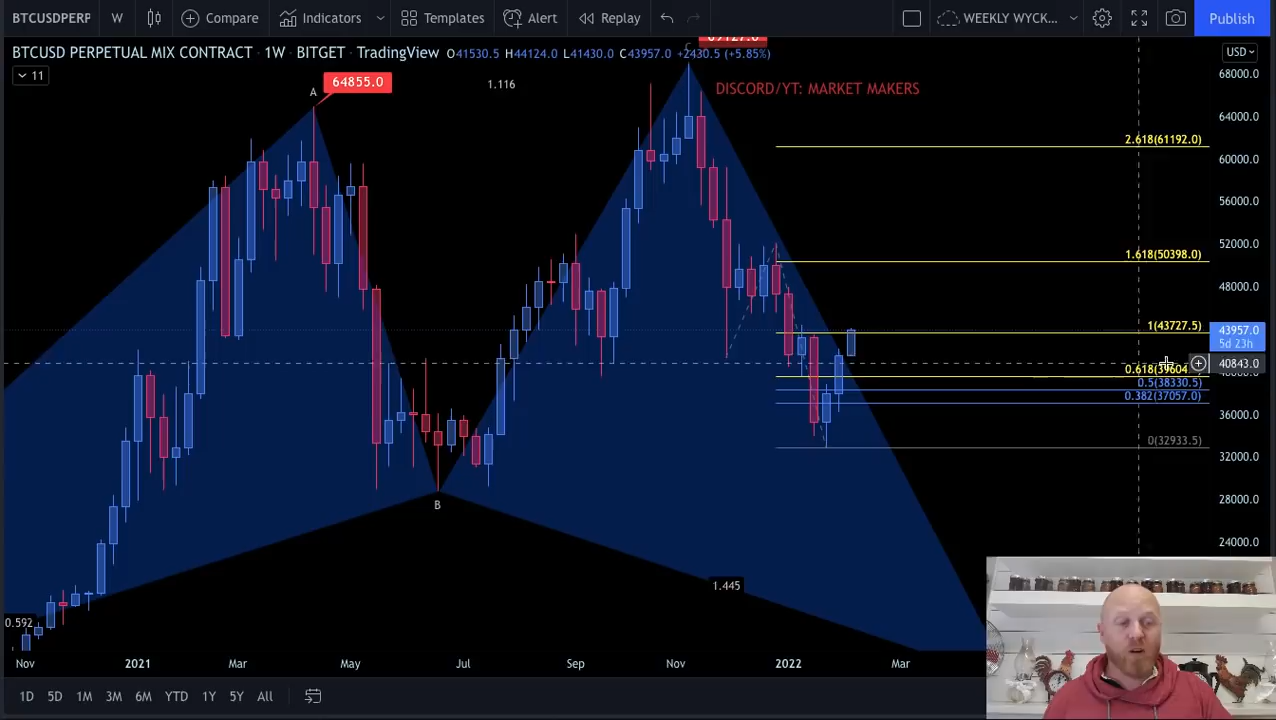 BTCUSDPERP W Compare Indicators Templates Alert Replay WEEKLY WYCK... Publish
BTCUSD PERPETUAL MIX CONTRACT · 1W · BITGET · TradingView O41530.5 H44124.0 L41430.0 C43957.0 +2430.5 (+5.85%)
USD
11
64855.0
A
1.116
DISCORD/YT: MARKET MAKERS
68000.0
64000.0
2.618(61192.0)
60000.0
56000.0
52000.0
1.618(50398.0)
48000.0
1(43727.5)
43957.0
5d 23h
40843.0
0.618(39604
0.5(38330.5)
0.382(37057.0)
36000.0
0(32933.5)
32000.0
28000.0
B
24000.0
1.445
0.592
Nov 2021 Mar May Jul Sep Nov 2022 Mar
1D 5D 1M 3M 6M YTD 1Y 5Y All